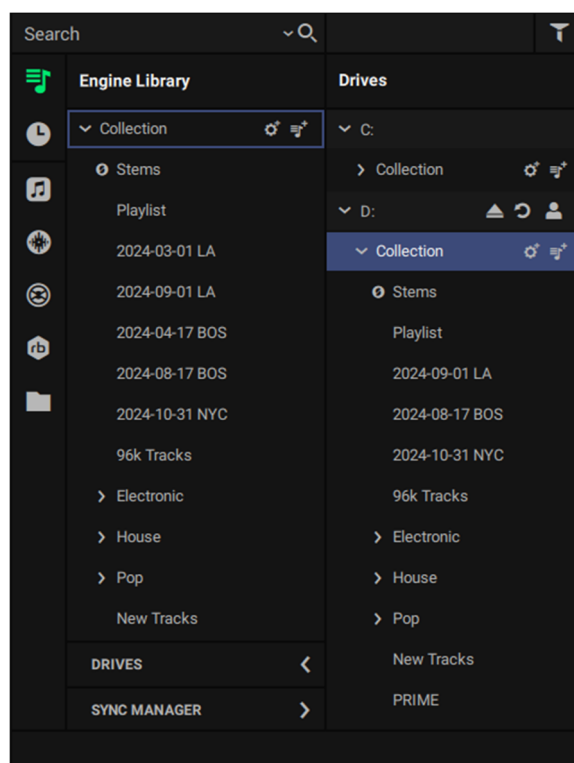 Search
Engine Library
Collection
Stems
Playlist
2024-03-01 LA
2024-09-01 LA
2024-04-17 BOS
2024-08-17 BOS
2024-10-31 NYC
96k Tracks
Electronic
House
Pop
New Tracks
DRIVES
SYNC MANAGER
Drives
C:
Collection
D:
Collection
Stems
Playlist
2024-09-01 LA
2024-08-17 BOS
2024-10-31 NYC
96k Tracks
Electronic
House
Pop
New Tracks
PRIME
rb